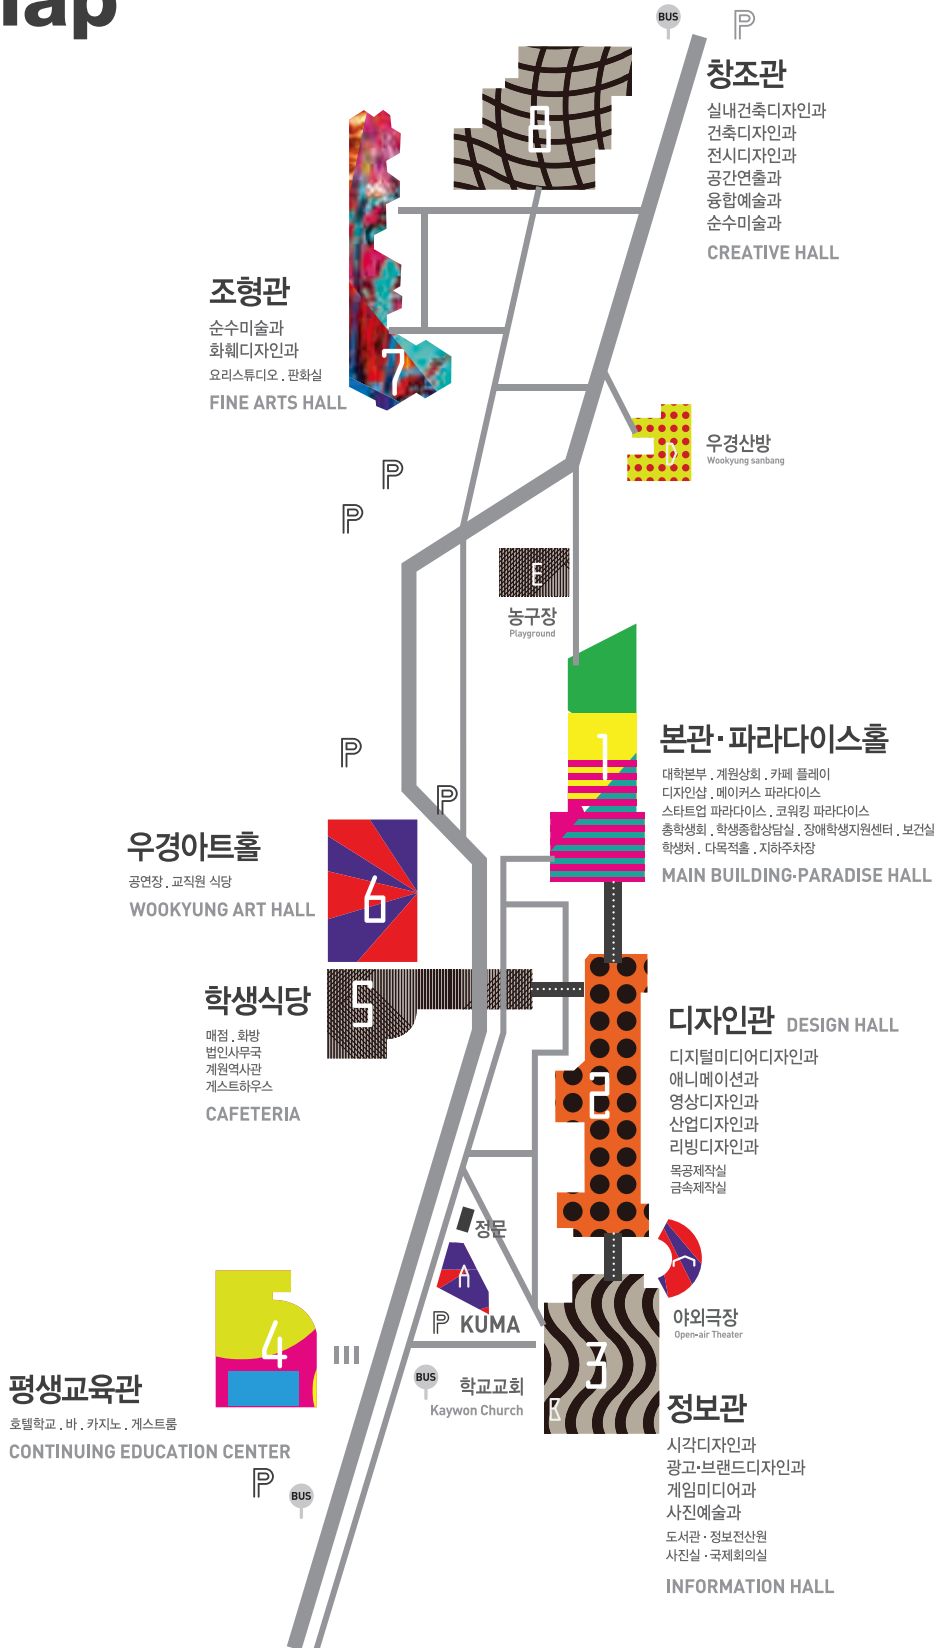 BUS
P
창조관
실내건축디자인과
건축디자인과
전시디자인과
공간연출과
융합예술과
순수미술과
CREATIVE HALL
8
조형관
순수미술과
화훼디자인과
요리스튜디오 . 판화실
FINE ARTS HALL
7
D
우경산방
Wookyung sanbang
P
P
E
농구장
Playground
1
본관·파라다이스홀
대학본부 . 계원상회 . 카페 플레이
디자인샵 . 메이커스 파라다이스
스타트업 파라다이스 . 코워킹 파라다이스
총학생회 . 학생종합상담실 . 장애학생지원센터 . 보건실
학생처 . 다목적홀 . 지하주차장
MAIN BUILDING·PARADISE HALL
P
P
우경아트홀
공연장 . 교직원 식당
WOOKYUNG ART HALL
6
학생식당
매점 . 화방
법인사무국
계원역사관
게스트하우스
CAFETERIA
5
디자인관 DESIGN HALL
디지털미디어디자인과
애니메이션과
영상디자인과
산업디자인과
리빙디자인과
목공제작실
금속제작실
2
정문
A
P KUMA
야외극장
Open-air Theater
4
평생교육관
호텔학교 . 바 . 카지노 . 게스트룸
CONTINUING EDUCATION CENTER
P
BUS
BUS
학교교회
Kaywon Church
3
정보관
시각디자인과
광고·브랜드디자인과
게임미디어과
사진예술과
도서관 · 정보전산원
사진실 · 국제회의실
INFORMATION HALL